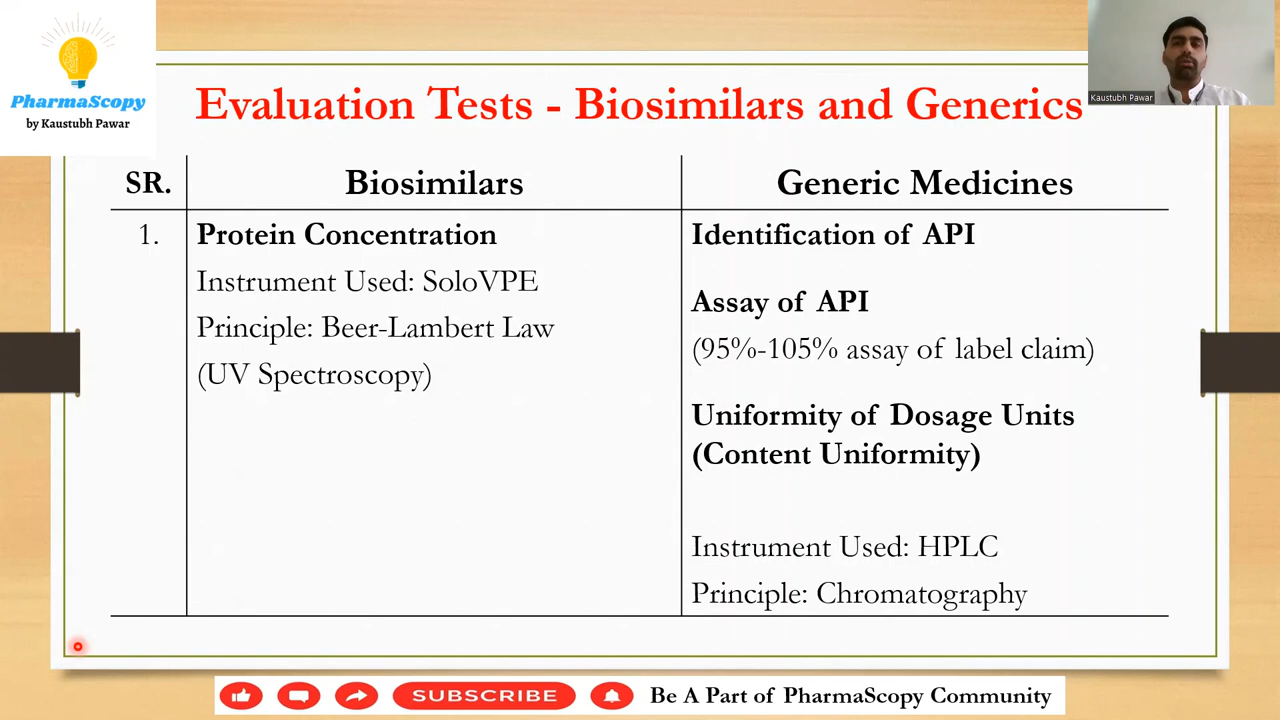 PharmaScopy
by Kaustubh Pawar
Kaustubh Pawar
Evaluation Tests - Biosimilars and Generics
SR.
Biosimilars
Generic Medicines
1.
Protein Concentration
Instrument Used: SoloVPE
Principle: Beer-Lambert Law
(UV Spectroscopy)
Identification of API
Assay of API
(95%-105% assay of label claim)
Uniformity of Dosage Units
(Content Uniformity)
Instrument Used: HPLC
Principle: Chromatography
SUBSCRIBE
Be A Part of PharmaScopy Community